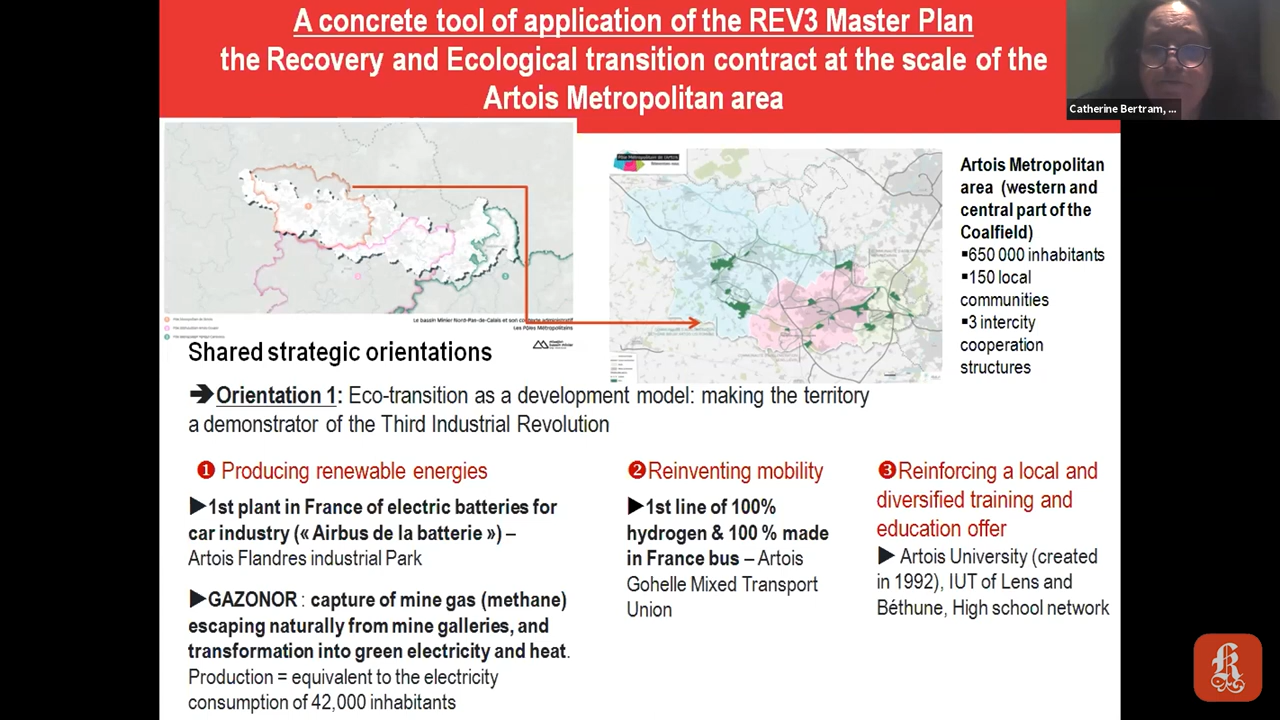 A concrete tool of application of the REV3 Master Plan
the Recovery and Ecological transition contract at the scale of the
Artois Metropolitan area
Catherine Bertram, ...
Le bassin Minier Nord-Pas-de-Calais et son contexte administratif
Les Pôles Métropolitains
Artois Metropolitan
area (western and
central part of the
Coalfield)
▪650 000 inhabitants
▪150 local
communities
▪3 intercity
cooperation
structures
Shared strategic orientations
➔Orientation 1: Eco-transition as a development model: making the territory
a demonstrator of the Third Industrial Revolution
❶ Producing renewable energies
▶1st plant in France of electric batteries for
car industry (« Airbus de la batterie ») –
Artois Flandres industrial Park
▶GAZONOR : capture of mine gas (methane)
escaping naturally from mine galleries, and
transformation into green electricity and heat.
Production = equivalent to the electricity
consumption of 42,000 inhabitants
❷Reinventing mobility
▶1st line of 100%
hydrogen & 100 % made
in France bus – Artois
Gohelle Mixed Transport
Union
❸Reinforcing a local and
diversified training and
education offer
▶ Artois University (created
in 1992), IUT of Lens and
Béthune, High school network